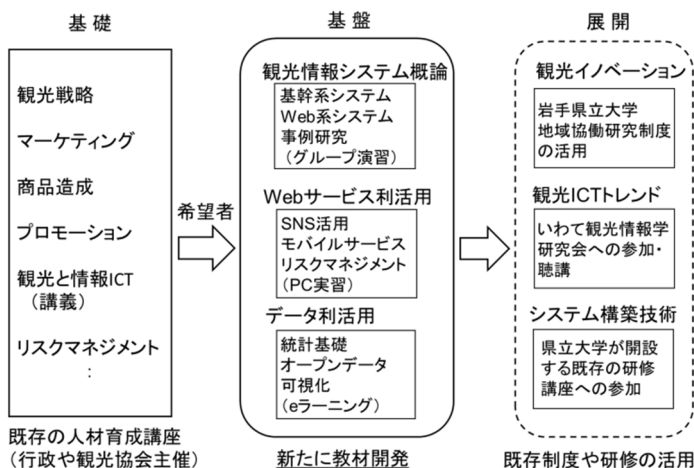 基 礎
観光戦略
マーケティング
商品造成
プロモーション
観光と情報ICT
（講義）
リスクマネジメント
：
既存の人材育成講座
（行政や観光協会主催）
希望者
基 盤
観光情報システム概論
基幹系システム
Web系システム
事例研究
（グループ演習）
Webサービス利活用
SNS活用
モバイルサービス
リスクマネジメント
（PC実習）
データ利活用
統計基礎
オープンデータ
可視化
（eラーニング）
新たに教材開発
展 開
観光イノベーション
岩手県立大学
地域協働研究制度
の活用
観光ICTトレンド
いわて観光情報学
研究会への参加・
聴講
システム構築技術
県立大学が開設
する既存の研修
講座への参加
既存制度や研修の活用